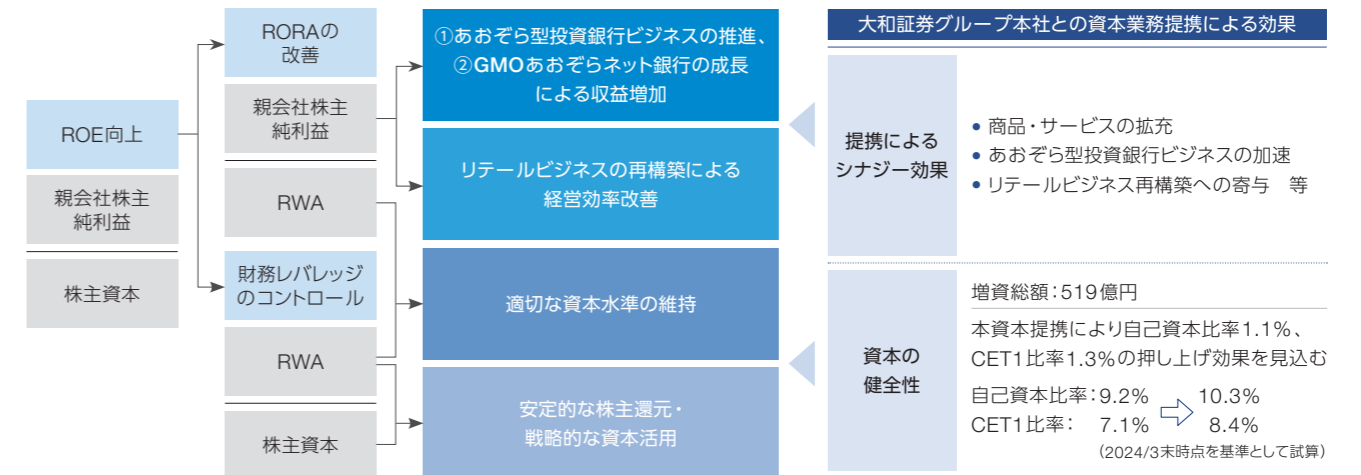 ROE向上
親会社株主
純利益
株主資本
RORAの
改善
親会社株主
純利益
RWA
財務レバレッジ
のコントロール
RWA
株主資本
①あおぞら型投資銀行ビジネスの推進、
②GMOあおぞらネット銀行の成長
による収益増加
リテールビジネスの再構築による
経営効率改善
適切な資本水準の維持
安定的な株主還元・
戦略的な資本活用
大和証券グループ本社との資本業務提携による効果
提携による
シナジー効果
• 商品・サービスの拡充
• あおぞら型投資銀行ビジネスの加速
• リテールビジネス再構築への寄与　等
資本の
健全性
増資総額：519億円
本資本提携により自己資本比率1.1%、
CET1比率1.3%の押し上げ効果を見込む
自己資本比率：9.2% 10.3%
CET1比率： 7.1% 8.4%
（2024/3末時点を基準として試算）